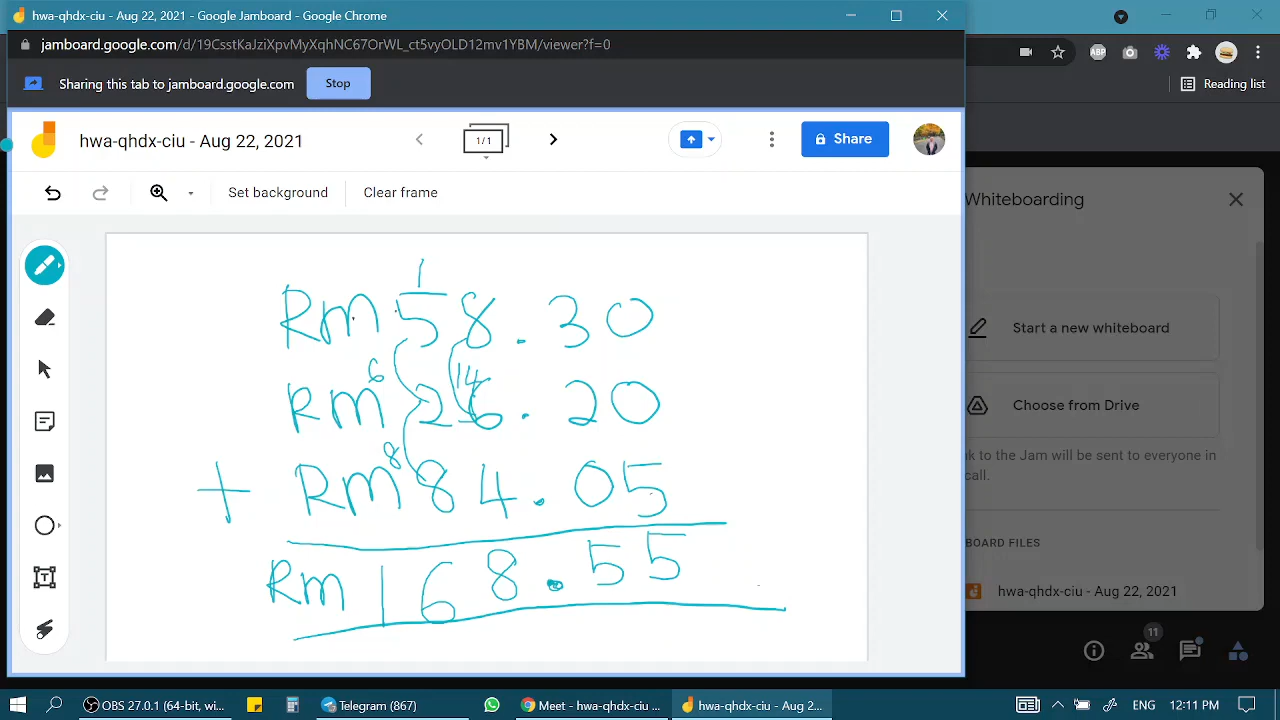 hwa-qhdx-ciu - Aug 22, 2021 - Google Jamboard - Google Chrome
jamboard.google.com/d/19CsstKaJziXpvMyXqhNC67OrWL_ct5vyOLD12mv1YBM/viewer?f=0
ABP
Sharing this tab to jamboard.google.com Stop
Reading list
hwa-qhdx-ciu - Aug 22, 2021
1/1
Share
Set background
Clear frame
Whiteboarding
1
Rm 58.30
6 14
Rm 26.20
8
+ Rm 84.05
Rm 168.55
Start a new whiteboard
Choose from Drive
k to the Jam will be sent to everyone in
call.
BOARD FILES
hwa-qhdx-ciu - Aug 22, 2021
11
OBS 27.0.1 (64-bit, wi...
Telegram (867)
Meet - hwa-qhdx-ciu ...
hwa-qhdx-ciu - Aug 2...
ENG
12:11 PM